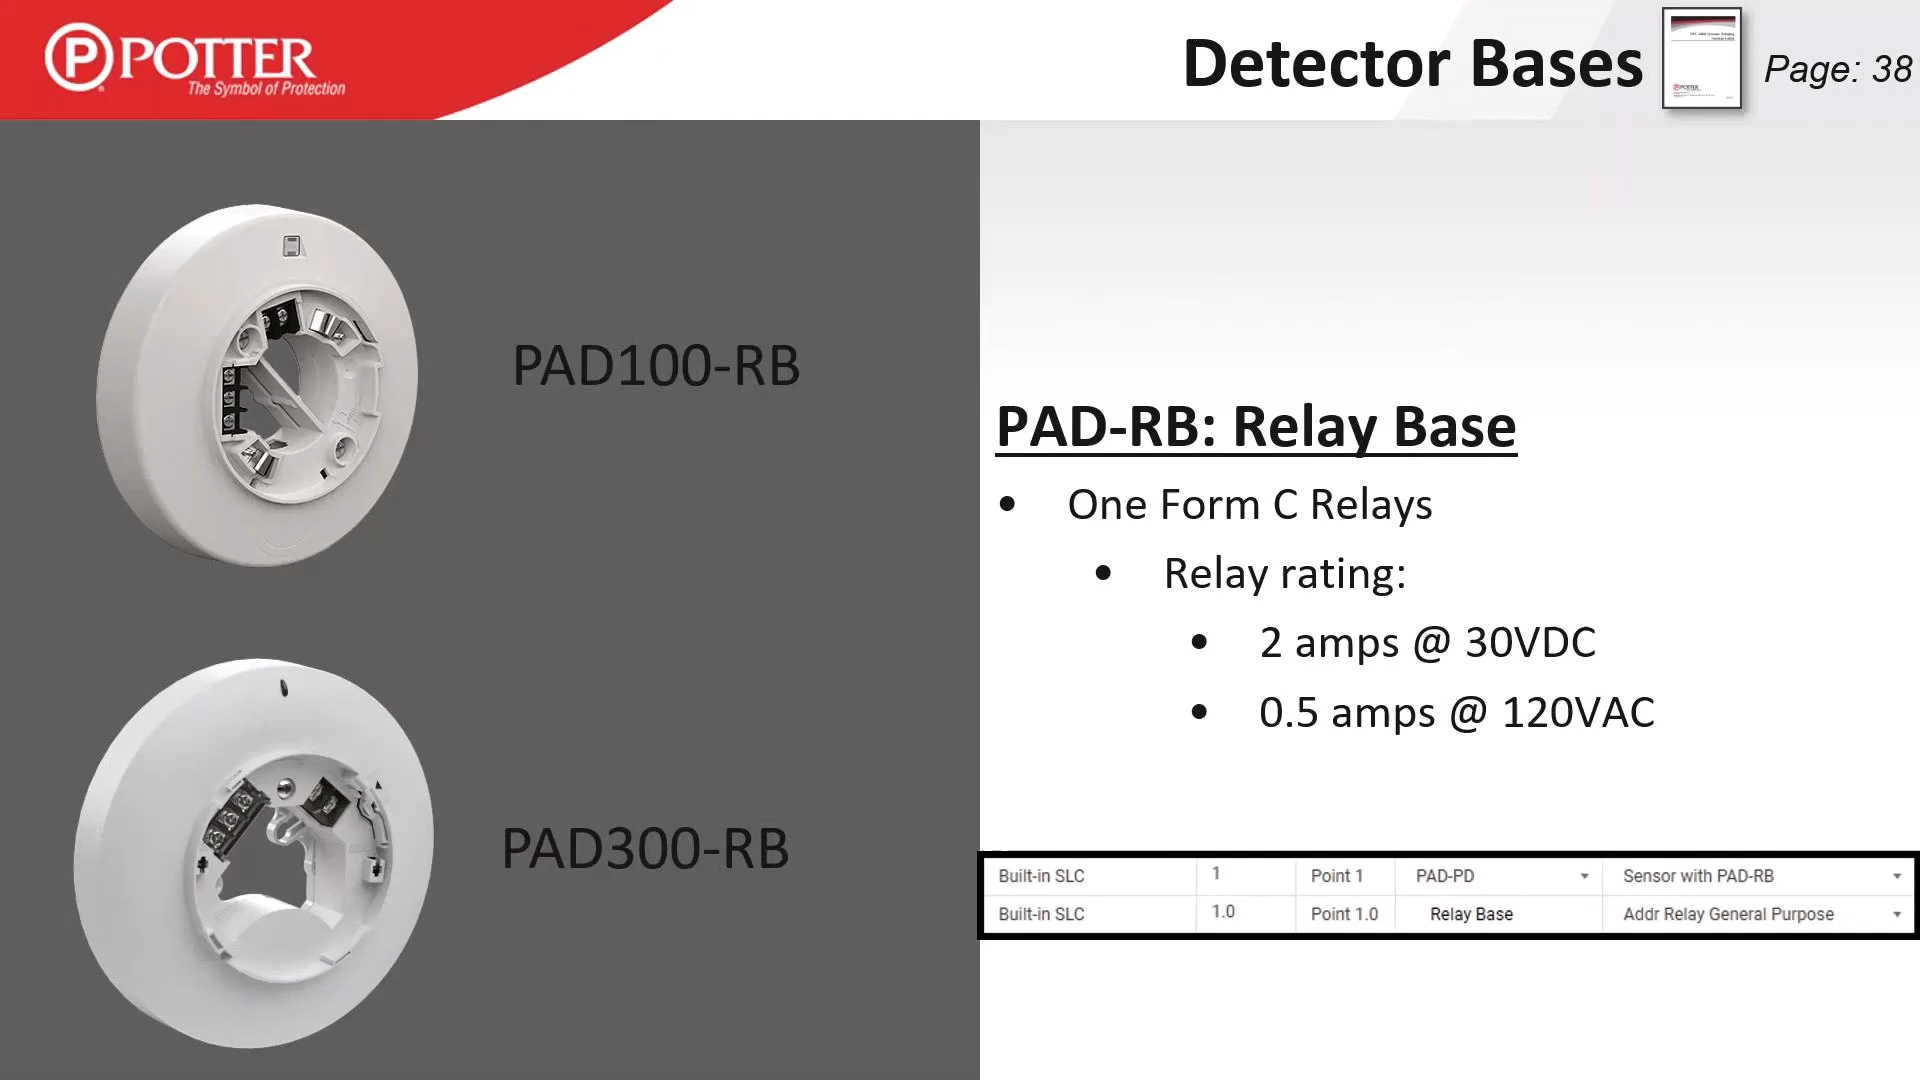 P POTTER
The Symbol of Protection
Detector Bases
Page: 38
PAD100-RB
PAD300-RB
PAD-RB: Relay Base
• One Form C Relays
• Relay rating:
• 2 amps @ 30VDC
• 0.5 amps @ 120VAC
Built-in SLC 1 Point 1 PAD-PD Sensor with PAD-RB
Built-in SLC 1.0 Point 1.0 Relay Base Addr Relay General Purpose